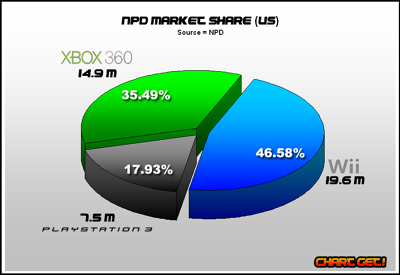 NPD MARKET SHARE (US)
Source = NPD
XBOX 360
14.9 M
35.49%
46.58%
17.93%
Wii
19.6 M
7.5 M
PLAYSTATION 3
CHART GET!